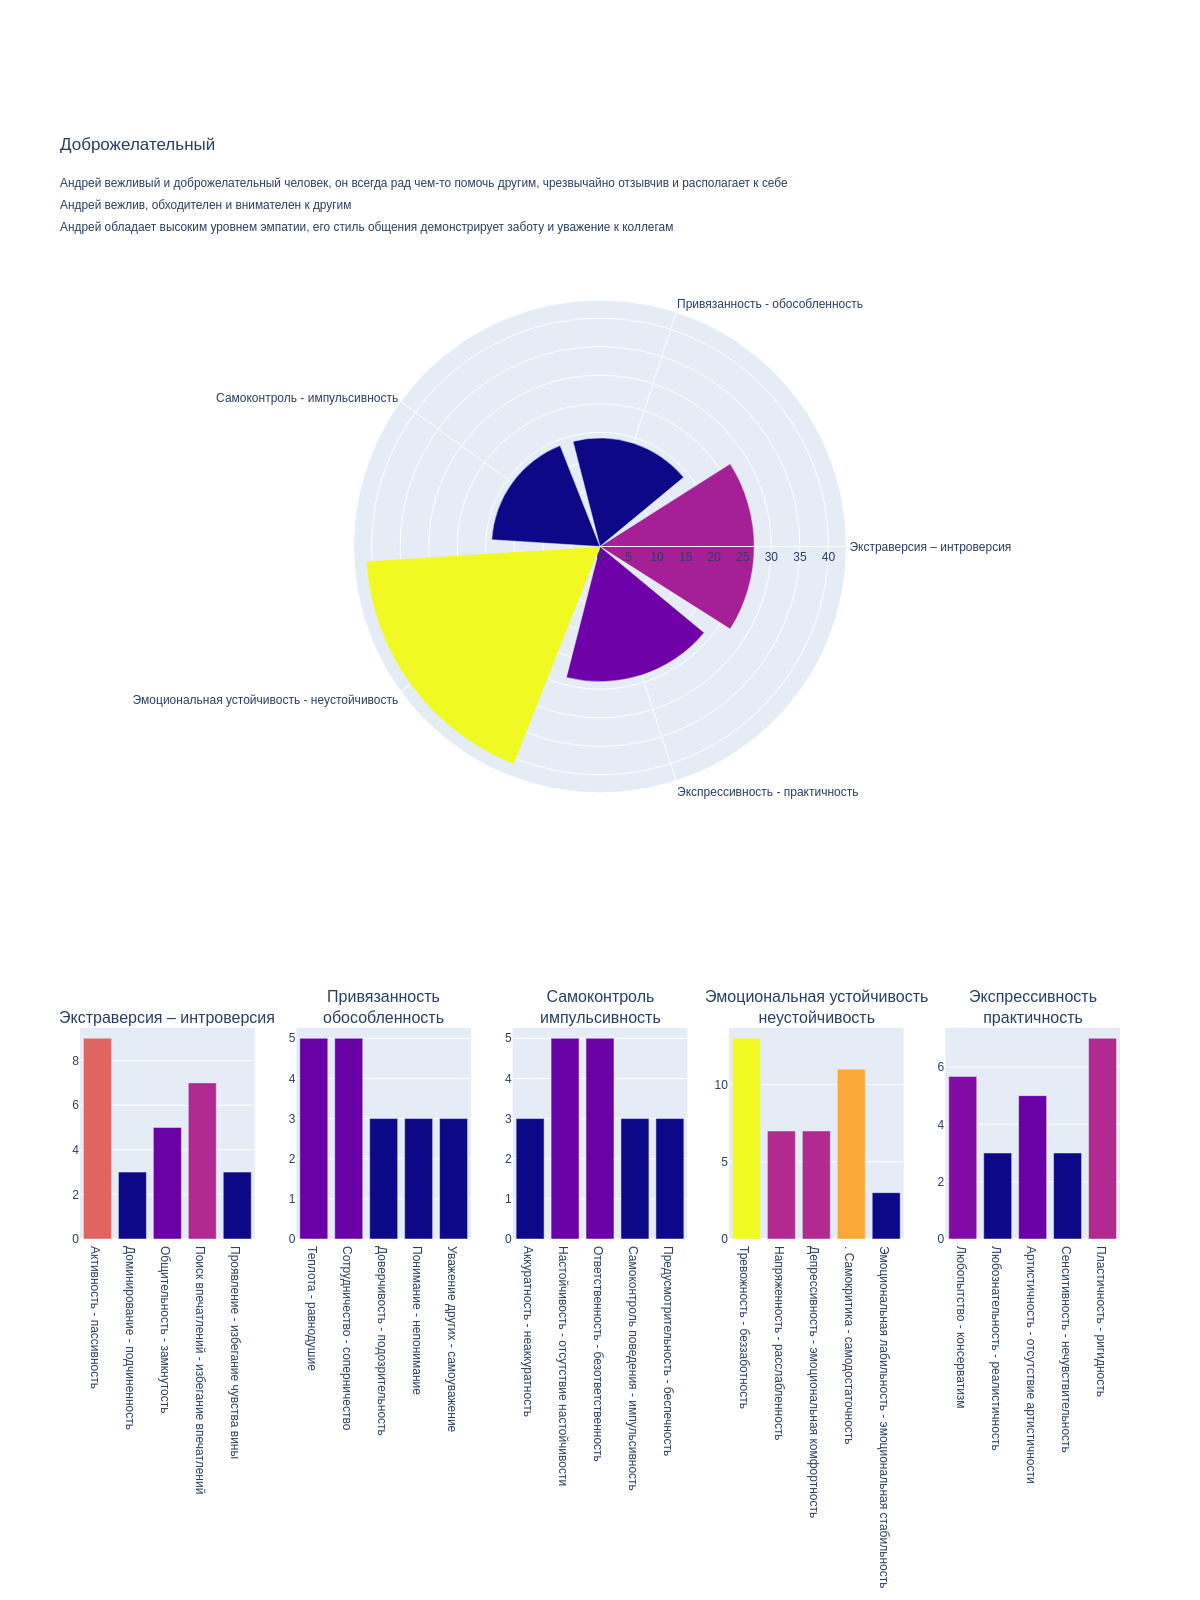 Доброжелательный
Андрей вежливый и доброжелательный человек, он всегда рад чем-то помочь другим, чрезвычайно отзывчив и располагает к себе
Андрей вежлив, обходителен и внимателен к другим
Андрей обладает высоким уровнем эмпатии, его стиль общения демонстрирует заботу и уважение к коллегам
Привязанность - обособленность
Самоконтроль - импульсивность
Экстраверсия – интроверсия
5 10 15 20 25 30 35 40
Эмоциональная устойчивость - неустойчивость
Экспрессивность - практичность
Экстраверсия – интроверсия
8
6
4
2
0
Активность - пассивность
Доминирование - подчиненность
Общительность - замкнутость
Поиск впечатлений - избегание впечатлений
Проявление - избегание чувства вины
Привязанность
обособленность
5
4
3
2
1
0
Теплота - равнодушие
Сотрудничество - соперничество
Доверчивость - подозрительность
Понимание - непонимание
Уважение других - самоуважение
Самоконтроль
импульсивность
5
4
3
2
1
0
Аккуратность - неаккуратность
Настойчивость - отсутствие настойчивости
Ответственность - безответственность
Самоконтроль поведения - импульсивность
Предусмотрительность - беспечность
Эмоциональная устойчивость
неустойчивость
10
5
0
Тревожность - беззаботность
Напряженность - расслабленность
Депрессивность - эмоциональная комфортность
. Самокритика - самодостаточность
Эмоциональная лабильность - эмоциональная стабильность
Экспрессивность
практичность
6
4
2
0
Любопытство - консерватизм
Любознательность - реалистичность
Артистичность - отсутствие артистичности
Сенситивность - нечувствительность
Пластичность - ригидность